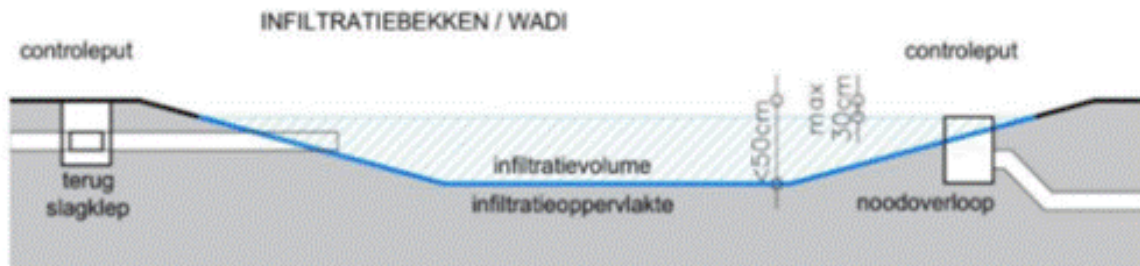 INFILTRATIEBEKKEN / WADI
controleput
controleput
<50cm
max
30cm
infiltratievolume
infiltratieoppervlakte
terug
slagklep
noodoverloop